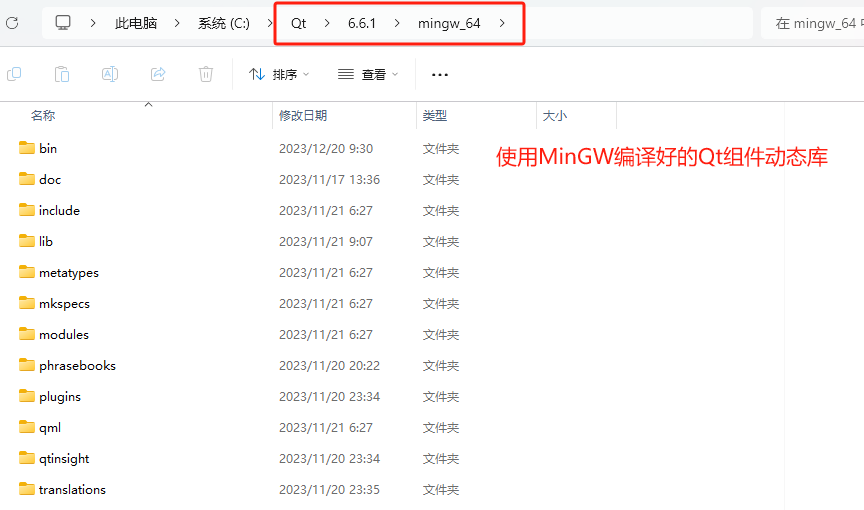 此电脑 > 系统 (C:) > Qt > 6.6.1 > mingw_64 > 在 mingw_64
排序 查看 ...
名称 修改日期 类型 大小
bin 2023/12/20 9:30 文件夹
使用MinGW编译好的Qt组件动态库
doc 2023/11/17 13:36 文件夹
include 2023/11/21 6:27 文件夹
lib 2023/11/21 9:07 文件夹
metatypes 2023/11/21 6:27 文件夹
mkspecs 2023/11/21 6:27 文件夹
modules 2023/11/21 6:27 文件夹
phrasebooks 2023/11/20 20:22 文件夹
plugins 2023/11/20 23:34 文件夹
qml 2023/11/21 6:27 文件夹
qtinsight 2023/11/20 23:34 文件夹
translations 2023/11/20 23:35 文件夹